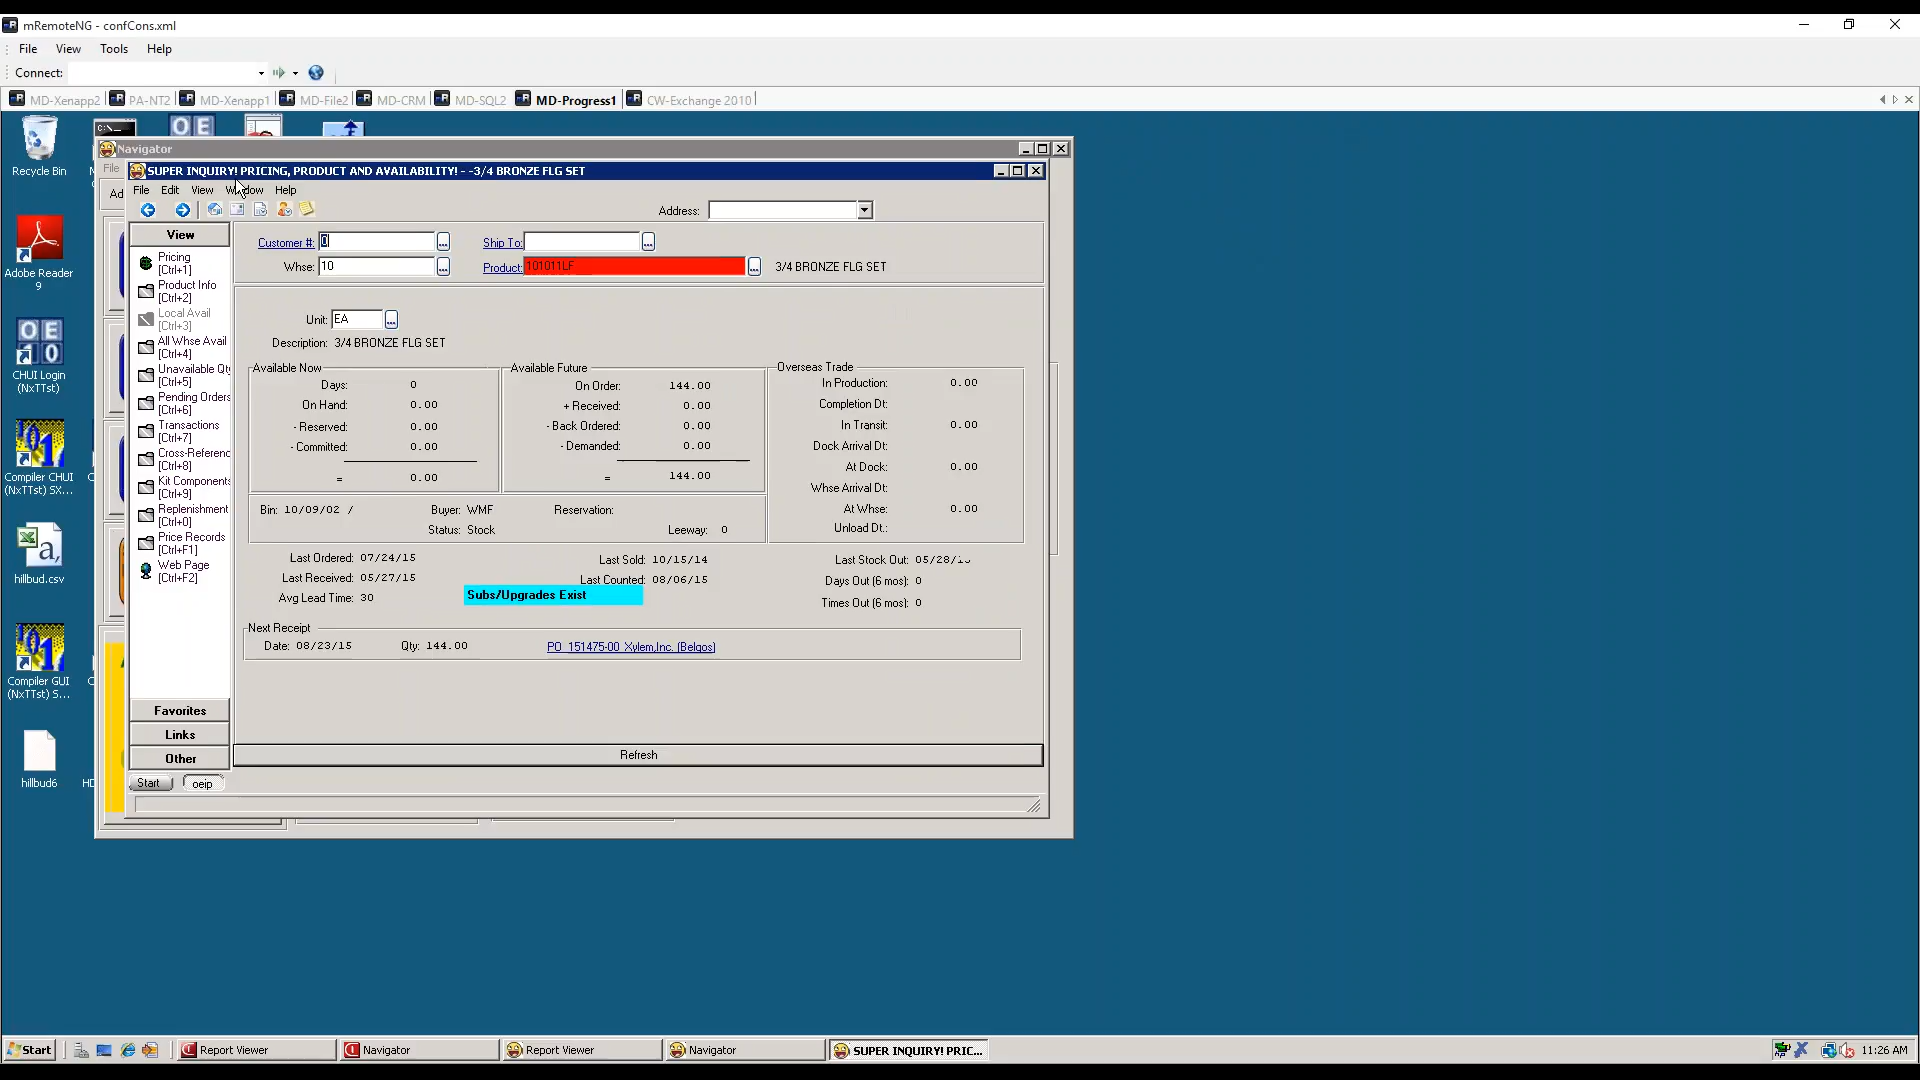 mRemoteNG - confCons.xml
File View Tools Help
Connect:
MD-Xenapp2 PA-NT2 MD-Xenapp1 MD-File2 MD-CRM MD-SQL2 MD-Progress1 CW-Exchange 2010
Recycle Bin
Adobe Reader
9
OE
10
CHUI Login
(NxTTst)
Compiler CHUI
(NxTTst) SX...
hillbud.csv
Compiler GUI
(NxTTst) S...
hillbud6
OE
Navigator
File
Ad
SUPER INQUIRY! PRICING, PRODUCT AND AVAILABILITY! - -3/4 BRONZE FLG SET
File Edit View Window Help
Address:
View
Pricing
[Ctrl+1]
Product Info
[Ctrl+2]
Local Avail
[Ctrl+3]
All Whse Avail
[Ctrl+4]
Unavailable Qty
[Ctrl+5]
Pending Orders
[Ctrl+6]
Transactions
[Ctrl+7]
Cross-Referenc
[Ctrl+8]
Kit Components
[Ctrl+9]
Replenishment
[Ctrl+0]
Price Records
[Ctrl+F1]
Web Page
[Ctrl+F2]
Favorites
Links
Other
Customer #: 0 Ship To:
Whse: 10 Product: 101011LF 3/4 BRONZE FLG SET
Unit: EA
Description: 3/4 BRONZE FLG SET
Available Now
Days: 0
On Hand: 0.00
- Reserved: 0.00
- Committed: 0.00
= 0.00
Available Future
On Order: 144.00
+ Received: 0.00
- Back Ordered: 0.00
- Demanded: 0.00
= 144.00
Overseas Trade
In Production: 0.00
Completion Dt:
In Transit: 0.00
Dock Arrival Dt:
At Dock: 0.00
Whse Arrival Dt:
At Whse: 0.00
Unload Dt.:
Bin: 10/09/02 / Buyer: WMF Reservation:
Status: Stock Leeway: 0
Last Ordered: 07/24/15 Last Sold: 10/15/14 Last Stock Out: 05/28/
Last Received: 05/27/15 Last Counted: 08/06/15 Days Out (6 mos): 0
Avg Lead Time: 30 Subs/Upgrades Exist Times Out (6 mos): 0
Next Receipt
Date: 08/23/15 Qty: 144.00 PO 151475-00 Xylem,Inc. (Belgos)
Refresh
Start oeip
Start Report Viewer Navigator Report Viewer Navigator SUPER INQUIRY! PRIC... 11:26 AM